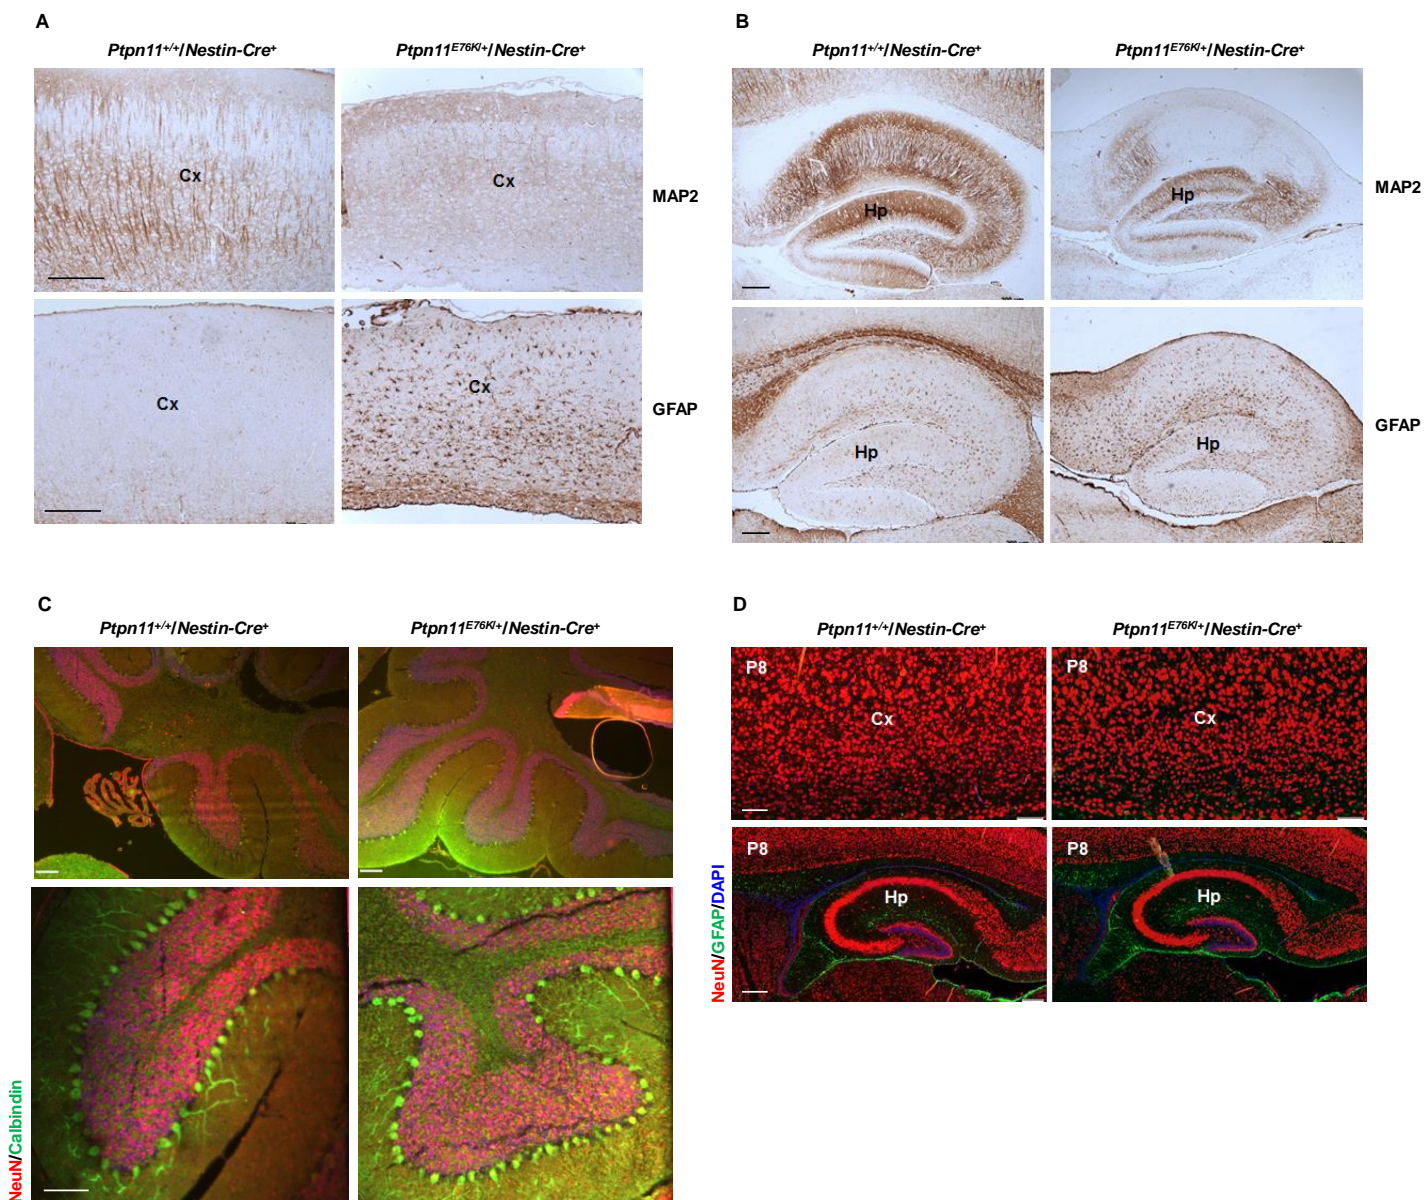 A
Ptpn11+/+/Nestin-Cre+
Ptpn11E76K/+/Nestin-Cre+
Cx
Cx
MAP2
Cx
Cx
GFAP
B
Ptpn11+/+/Nestin-Cre+
Ptpn11E76K/+/Nestin-Cre+
Hp
Hp
MAP2
Hp
Hp
GFAP
C
Ptpn11+/+/Nestin-Cre+
Ptpn11E76K/+/Nestin-Cre+
NeuN/Calbindin
D
Ptpn11+/+/Nestin-Cre+
Ptpn11E76K/+/Nestin-Cre+
P8
Cx
P8
Cx
P8
Hp
P8
Hp
NeuN/GFAP/DAPI